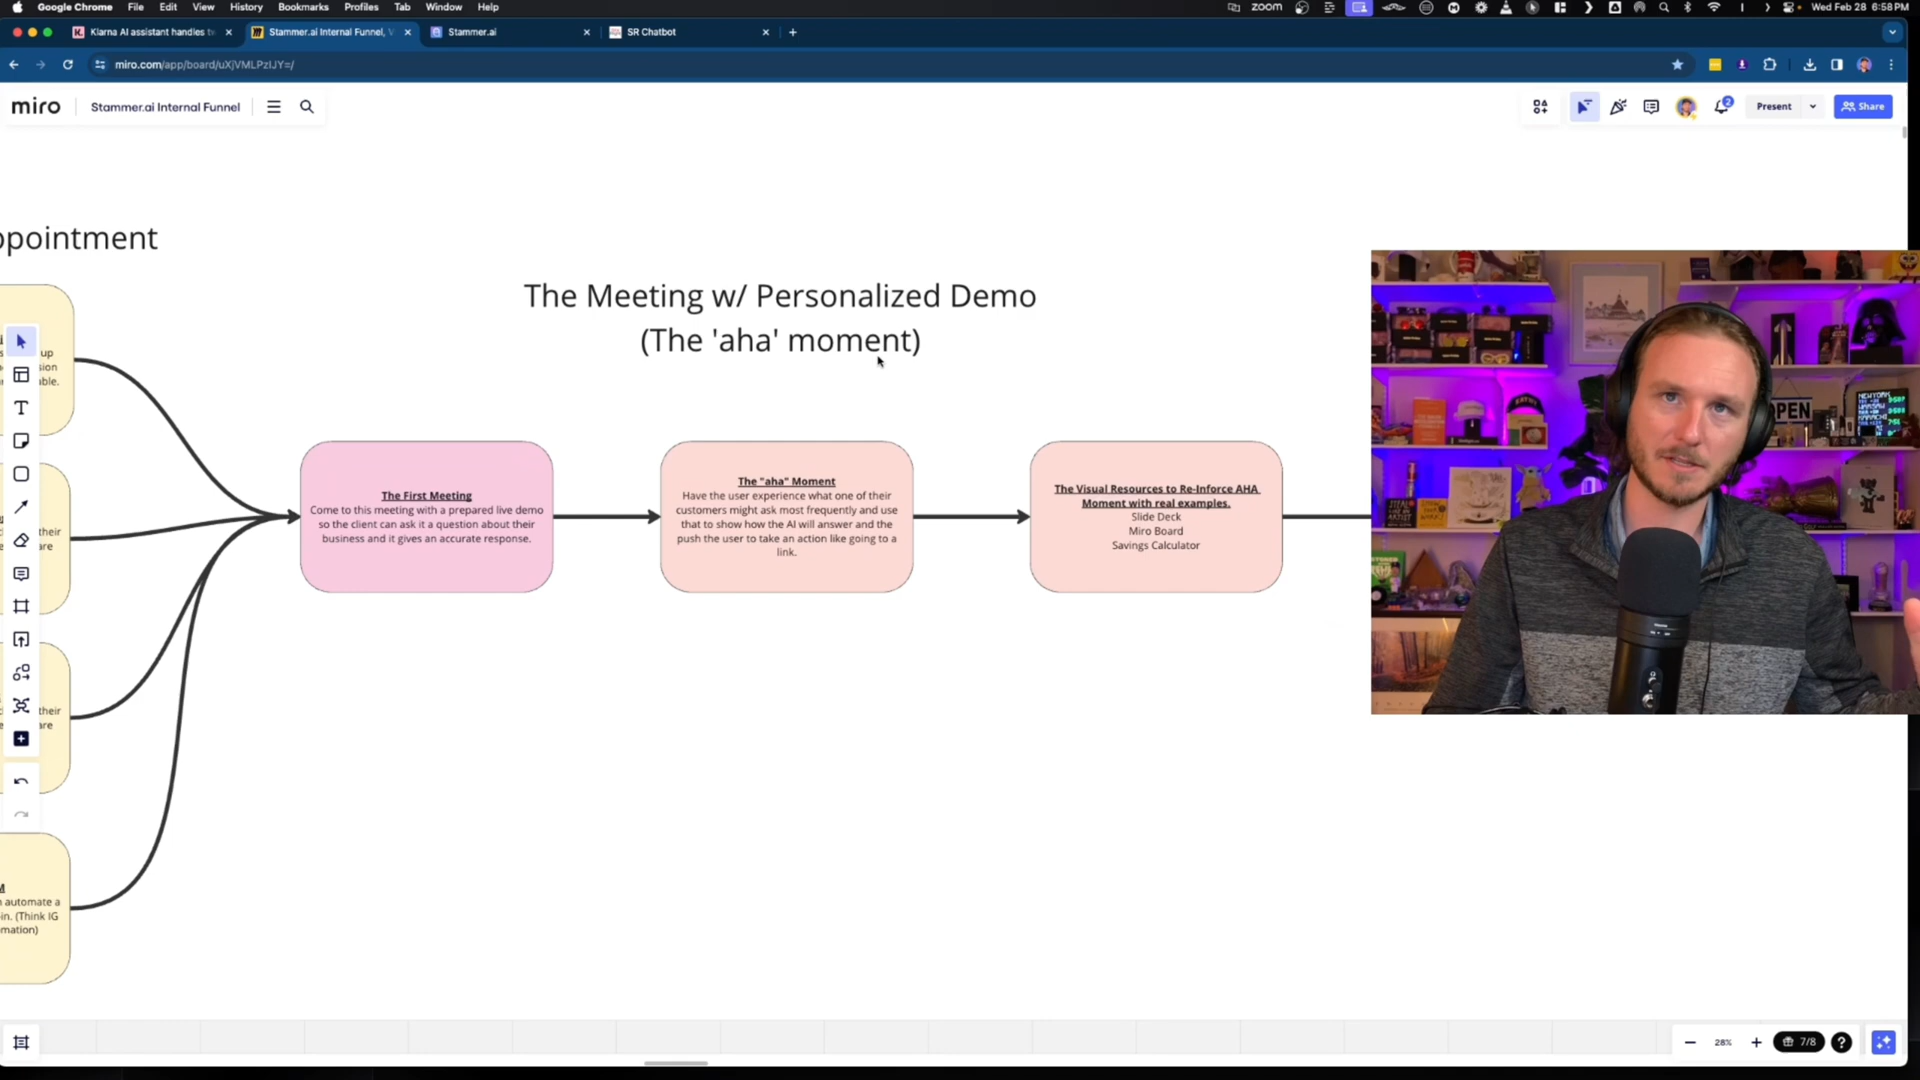 Google Chrome File Edit View History Bookmarks Profiles Tab Window Help
zoom
Wed Feb 28 6:58 PM
Klarna AI assistant handles
Stammer.ai Internal Funnel, V
Stammer.ai
SR Chatbot
miro.com/app/board/uXjVMLPzIJY=/
miro
Stammer.ai Internal Funnel
2
Present
Share
ppointment
The Meeting w/ Personalized Demo
(The 'aha' moment)
up
sion
able.
their
are
their
are
M
n automate a
in. (Think IG
mation)
The First Meeting
Come to this meeting with a prepared live demo
so the client can ask it a question about their
business and it gives an accurate response.
The "aha" Moment
Have the user experience what one of their
customers might ask most frequently and use
that to show how the AI will answer and the
push the user to take an action like going to a
link.
The Visual Resources to Re-Inforce AHA
Moment with real examples.
Slide Deck
Miro Board
Savings Calculator
OPEN
NEWYORK
28%
7/8